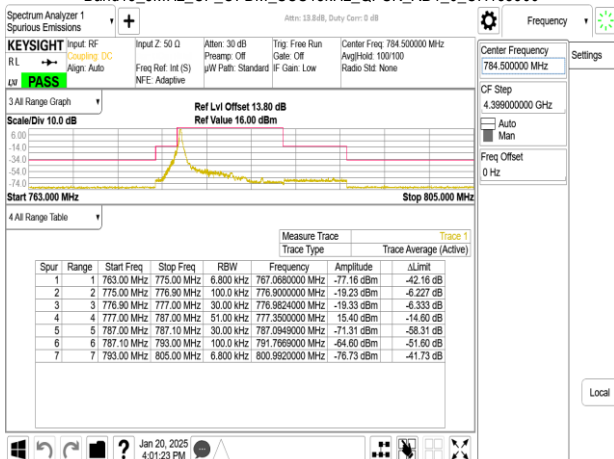 Spectrum Analyzer 1
Spurious Emissions
Attn: 13.8dB, Duty Corr: 0 dB
Frequency
KEYSIGHT
RL
PASS
Input: RF
Coupling: DC
Align: Auto
Input Z: 50 Ω
Freq Ref: Int (S)
NFE: Adaptive
Atten: 30 dB
Preamp: Off
µW Path: Standard
Trig: Free Run
Gate: Off
IF Gain: Low
Center Freq: 784.500000 MHz
Avg|Hold: 100/100
Radio Std: None
Center Frequency
784.500000 MHz
Settings
CF Step
4.399000000 GHz
Auto
Man
Freq Offset
0 Hz
3 All Range Graph
Scale/Div 10.0 dB
Ref Lvl Offset 13.80 dB
Ref Value 16.00 dBm
6.00
-14.0
-34.0
-54.0
-74.0
Start 763.000 MHz
Stop 805.000 MHz
4 All Range Table
Measure Trace Trace 1
Trace Type Trace Average (Active)
Spur Range Start Freq Stop Freq RBW Frequency Amplitude ΔLimit
1 1 763.00 MHz 775.00 MHz 6.800 kHz 767.0680000 MHz -77.16 dBm -42.16 dB
2 2 775.00 MHz 776.90 MHz 100.0 kHz 776.9000000 MHz -19.23 dBm -6.227 dB
3 3 776.90 MHz 777.00 MHz 30.00 kHz 776.9824000 MHz -19.33 dBm -6.333 dB
4 4 777.00 MHz 787.00 MHz 51.00 kHz 777.3500000 MHz 15.40 dBm -14.60 dB
5 5 787.00 MHz 787.10 MHz 30.00 kHz 787.0949000 MHz -71.31 dBm -58.31 dB
6 6 787.10 MHz 793.00 MHz 100.0 kHz 791.7669000 MHz -64.60 dBm -51.60 dB
7 7 793.00 MHz 805.00 MHz 6.800 kHz 800.9920000 MHz -76.73 dBm -41.73 dB
Local
Jan 20, 2025
4:01:23 PM